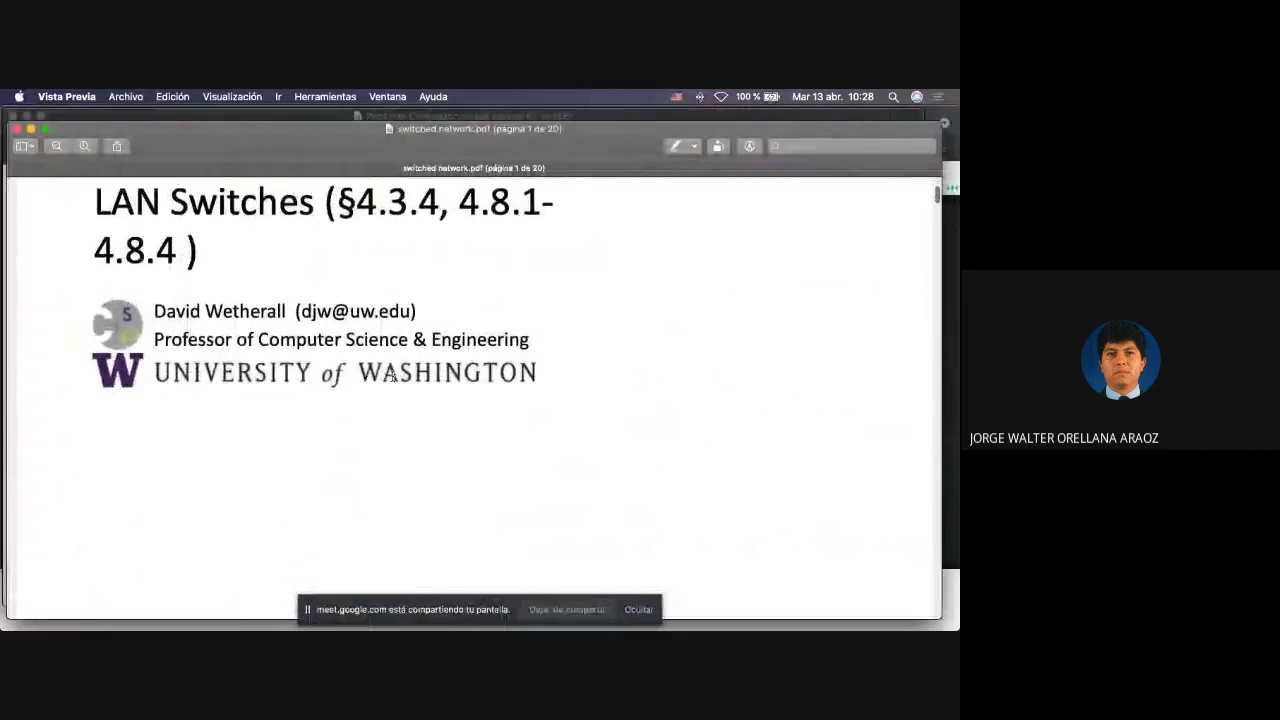 Vista Previa Archivo Edición Visualización Ir Herramientas Ventana Ayuda 100 % Mar 13 abr. 10:28
switched network.pdf (página 1 de 20)
switched network.pdf (página 1 de 20)
LAN Switches (§4.3.4, 4.8.1-
4.8.4 )
David Wetherall (djw@uw.edu)
Professor of Computer Science & Engineering
W UNIVERSITY of WASHINGTON
meet.google.com está compartiendo tu pantalla. Dejar de compartir Ocultar
JORGE WALTER ORELLANA ARAOZ